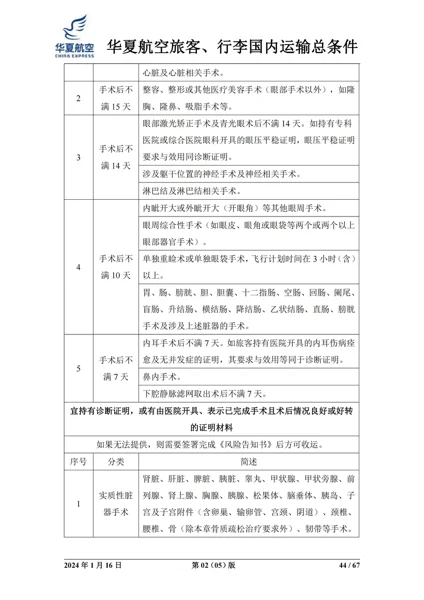 华夏航空
CHINA EXPRESS
华夏航空旅客、行李国内运输总条件
心脏及心脏相关手术。
2
手术后不
满 15 天
整容、整形或其他医疗美容手术（眼部手术以外），如隆
胸、隆鼻、吸脂手术等。
3
手术后不
满 14 天
眼部激光矫正手术及青光眼术后不满 14 天。如持有专科
医院或综合医院眼科开具的眼压平稳证明，眼压平稳证明
要求与效用同诊断证明。
涉及躯干位置的神经手术及神经相关手术。
淋巴结及淋巴结相关手术。
4
手术后不
满 10 天
内眦开大或外眦开大（开眼角）等其他眼周手术。
眼周综合性手术（如眼皮、眼角或眼袋等两个或两个以上
眼部器官手术）。
单独重睑术或单独眼袋手术，飞行计划时间在 3 小时（含）
以上。
胃、肠、膀胱、胆、胆囊、十二指肠、空肠、回肠、阑尾、
盲肠、升结肠、横结肠、降结肠、乙状结肠、直肠、膀胱
手术及涉及上述脏器的手术。
5
手术后不
满 7 天
内耳手术后不满 7 天。如旅客持有医院开具的内耳伤病痊
愈及无并发症的证明，其要求与效用等同于诊断证明。
鼻内手术。
下腔静脉滤网取出术后不满 7 天。
宜持有诊断证明，或有由医院开具、表示已完成手术且术后情况良好或好转
的证明材料
如果无法提供，则需要签署完成《风险告知书》后方可收运。
序号
分类
简述
1
实质性脏
器手术
肾脏、肝脏、脾脏、胰脏、睾丸、甲状腺、甲状旁腺、前
列腺、肾上腺、胸腺、胰腺、松果体、脑垂体、胰岛、子
宫及子宫附件（含卵巢、输卵管、宫颈、阴道）、颈椎、
腰椎、骨（除本章骨质疏松治疗要求外）、韧带等手术。
2024 年 1 月 16 日
第 02（05）版
44 / 67